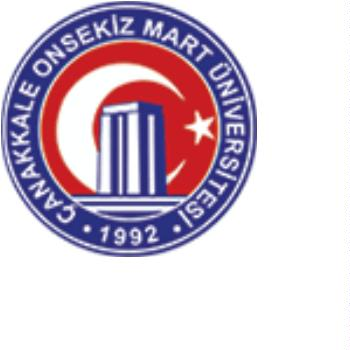 ÇANAKKALE ONSEKİZ MART ÜNİVERSİTESİ
• 1992 •